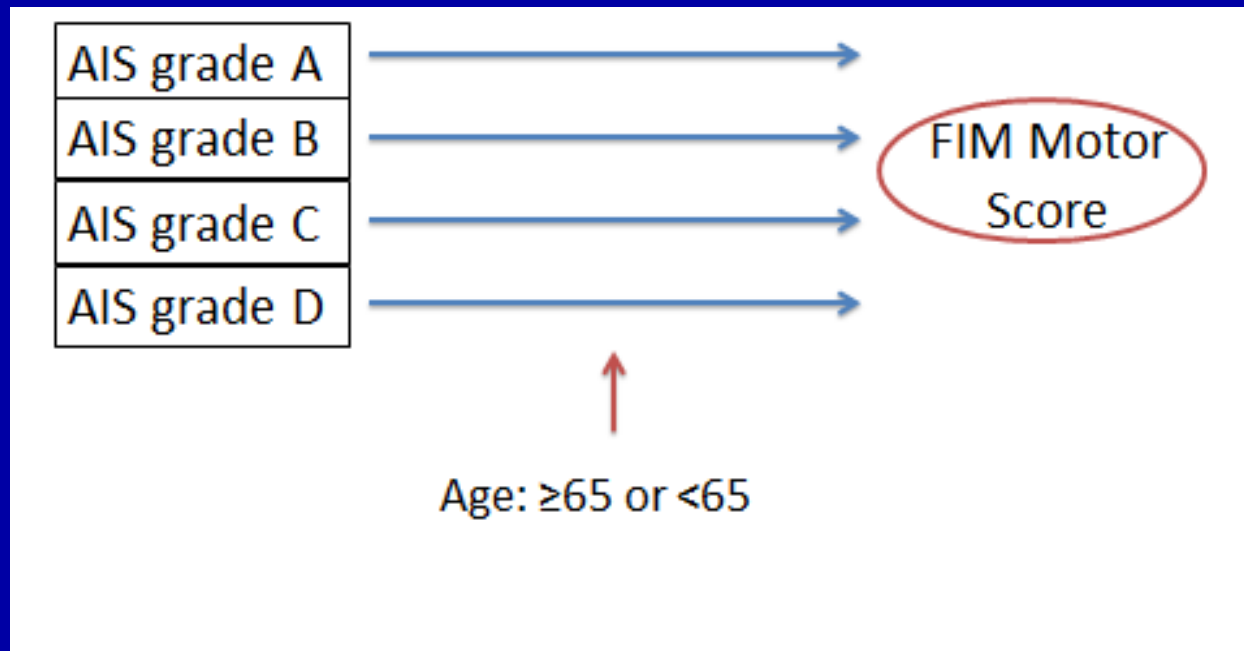 AIS grade A
AIS grade B
AIS grade C
AIS grade D
FIM Motor
Score
Age: ≥65 or <65